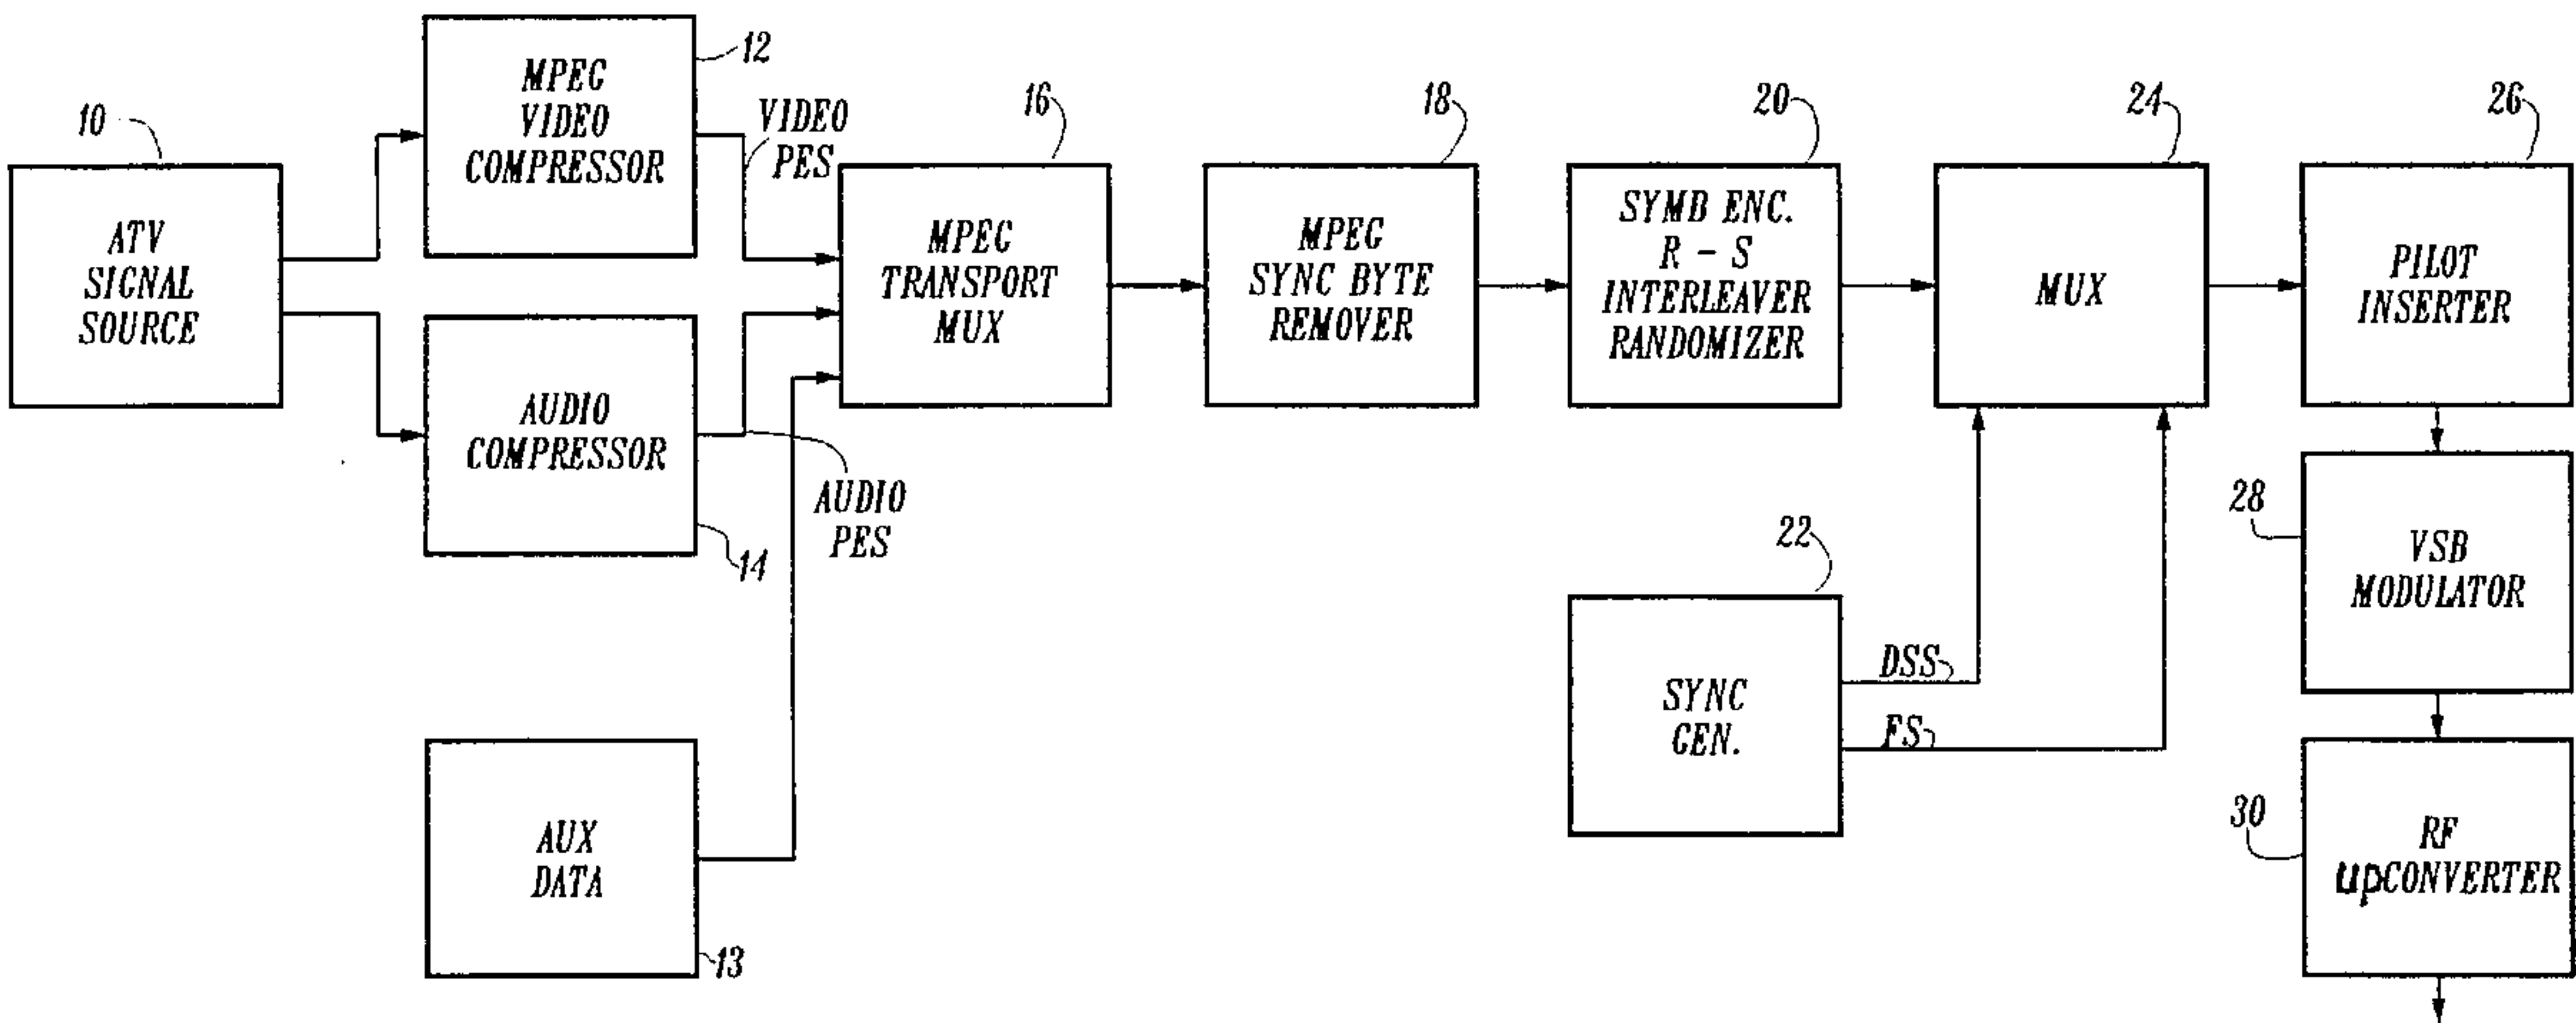 10
ATV
SIGNAL
SOURCE
12
MPEG
VIDEO
COMPRESSOR
VIDEO
PES
AUDIO
COMPRESSOR
14
AUDIO
PES
AUX
DATA
13
16
MPEG
TRANSPORT
MUX
18
MPEG
SYNC BYTE
REMOVER
20
SYMB ENC.
R - S
INTERLEAVER
RANDOMIZER
22
SYNC
GEN.
DSS
FS
24
MUX
26
PILOT
INSERTER
28
VSB
MODULATOR
30
RF
upCONVERTER